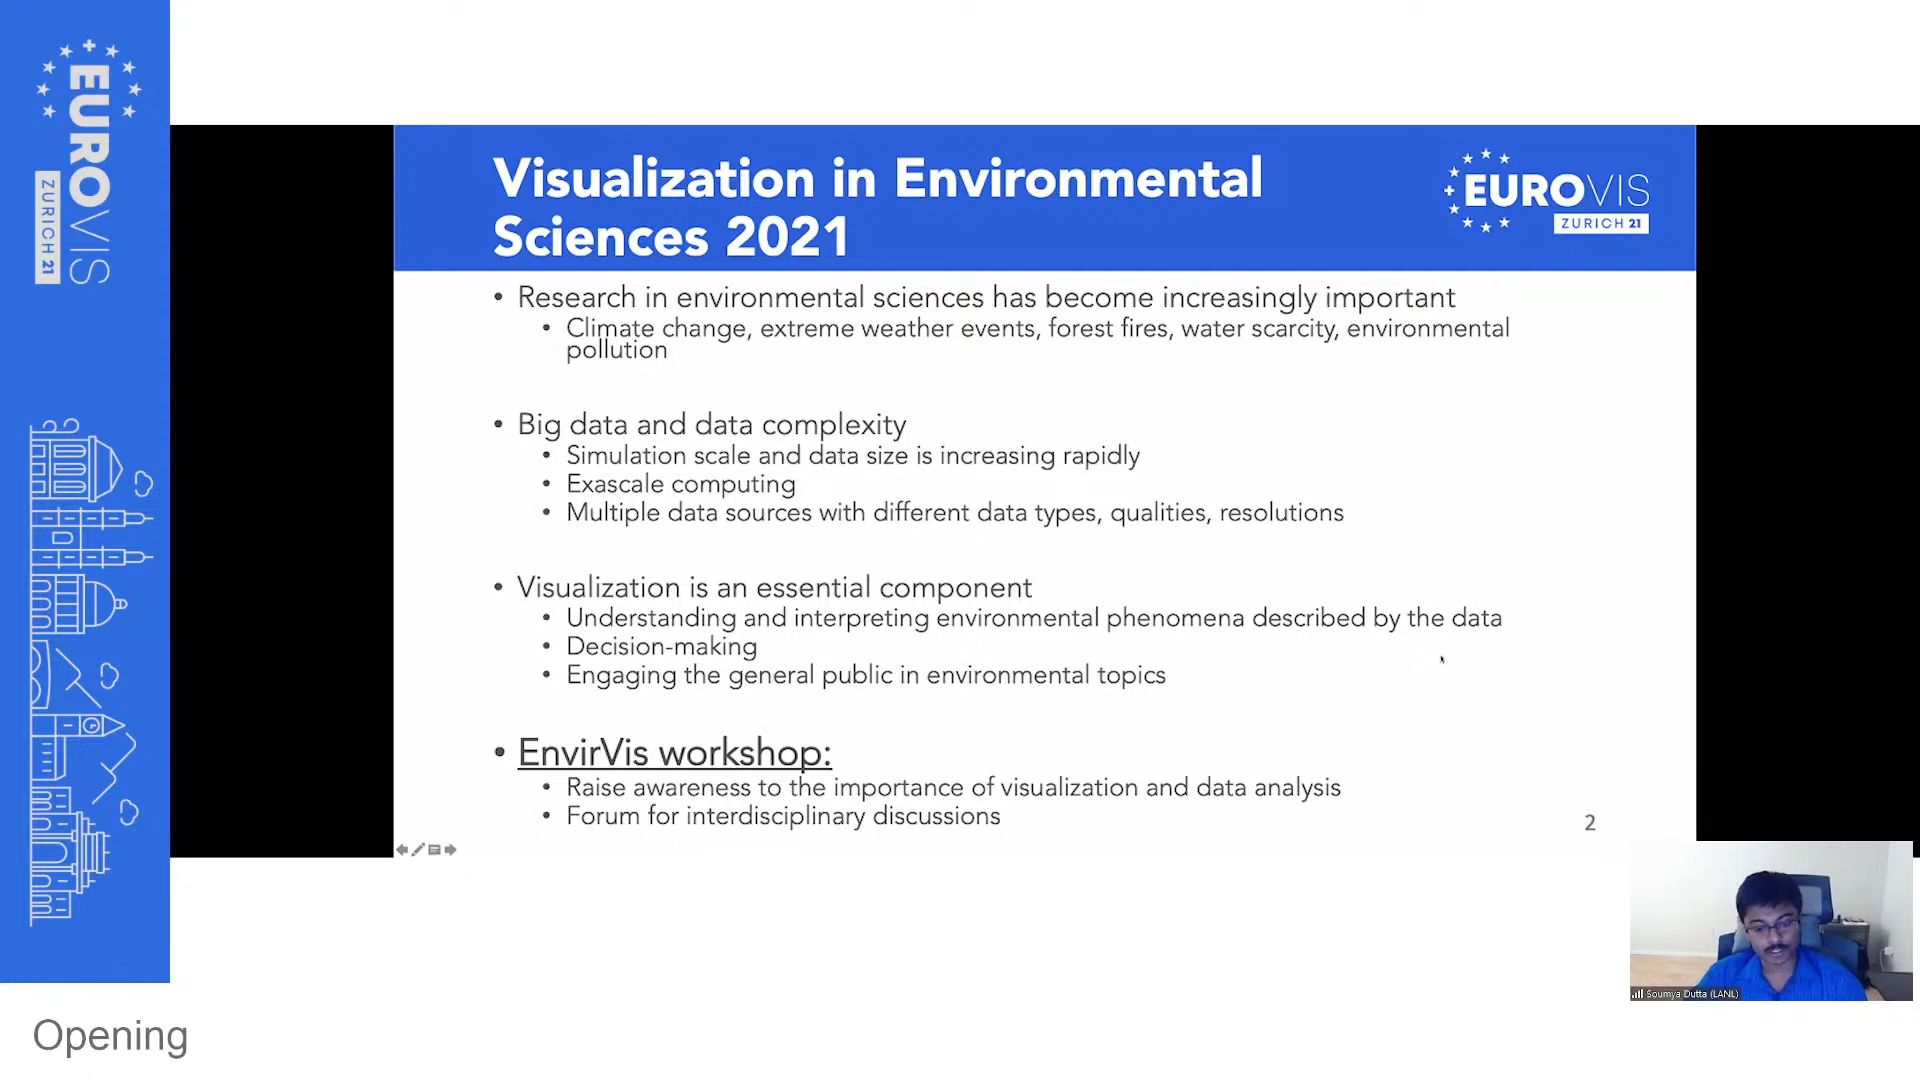 EUROVIS
ZURICH 21
Visualization in Environmental
Sciences 2021
EUROVIS
ZURICH 21
• Research in environmental sciences has become increasingly important
• Climate change, extreme weather events, forest fires, water scarcity, environmental
pollution
• Big data and data complexity
• Simulation scale and data size is increasing rapidly
• Exascale computing
• Multiple data sources with different data types, qualities, resolutions
• Visualization is an essential component
• Understanding and interpreting environmental phenomena described by the data
• Decision-making
• Engaging the general public in environmental topics
• EnvirVis workshop:
• Raise awareness to the importance of visualization and data analysis
• Forum for interdisciplinary discussions
2
Soumya Dutta (LANL)
Opening